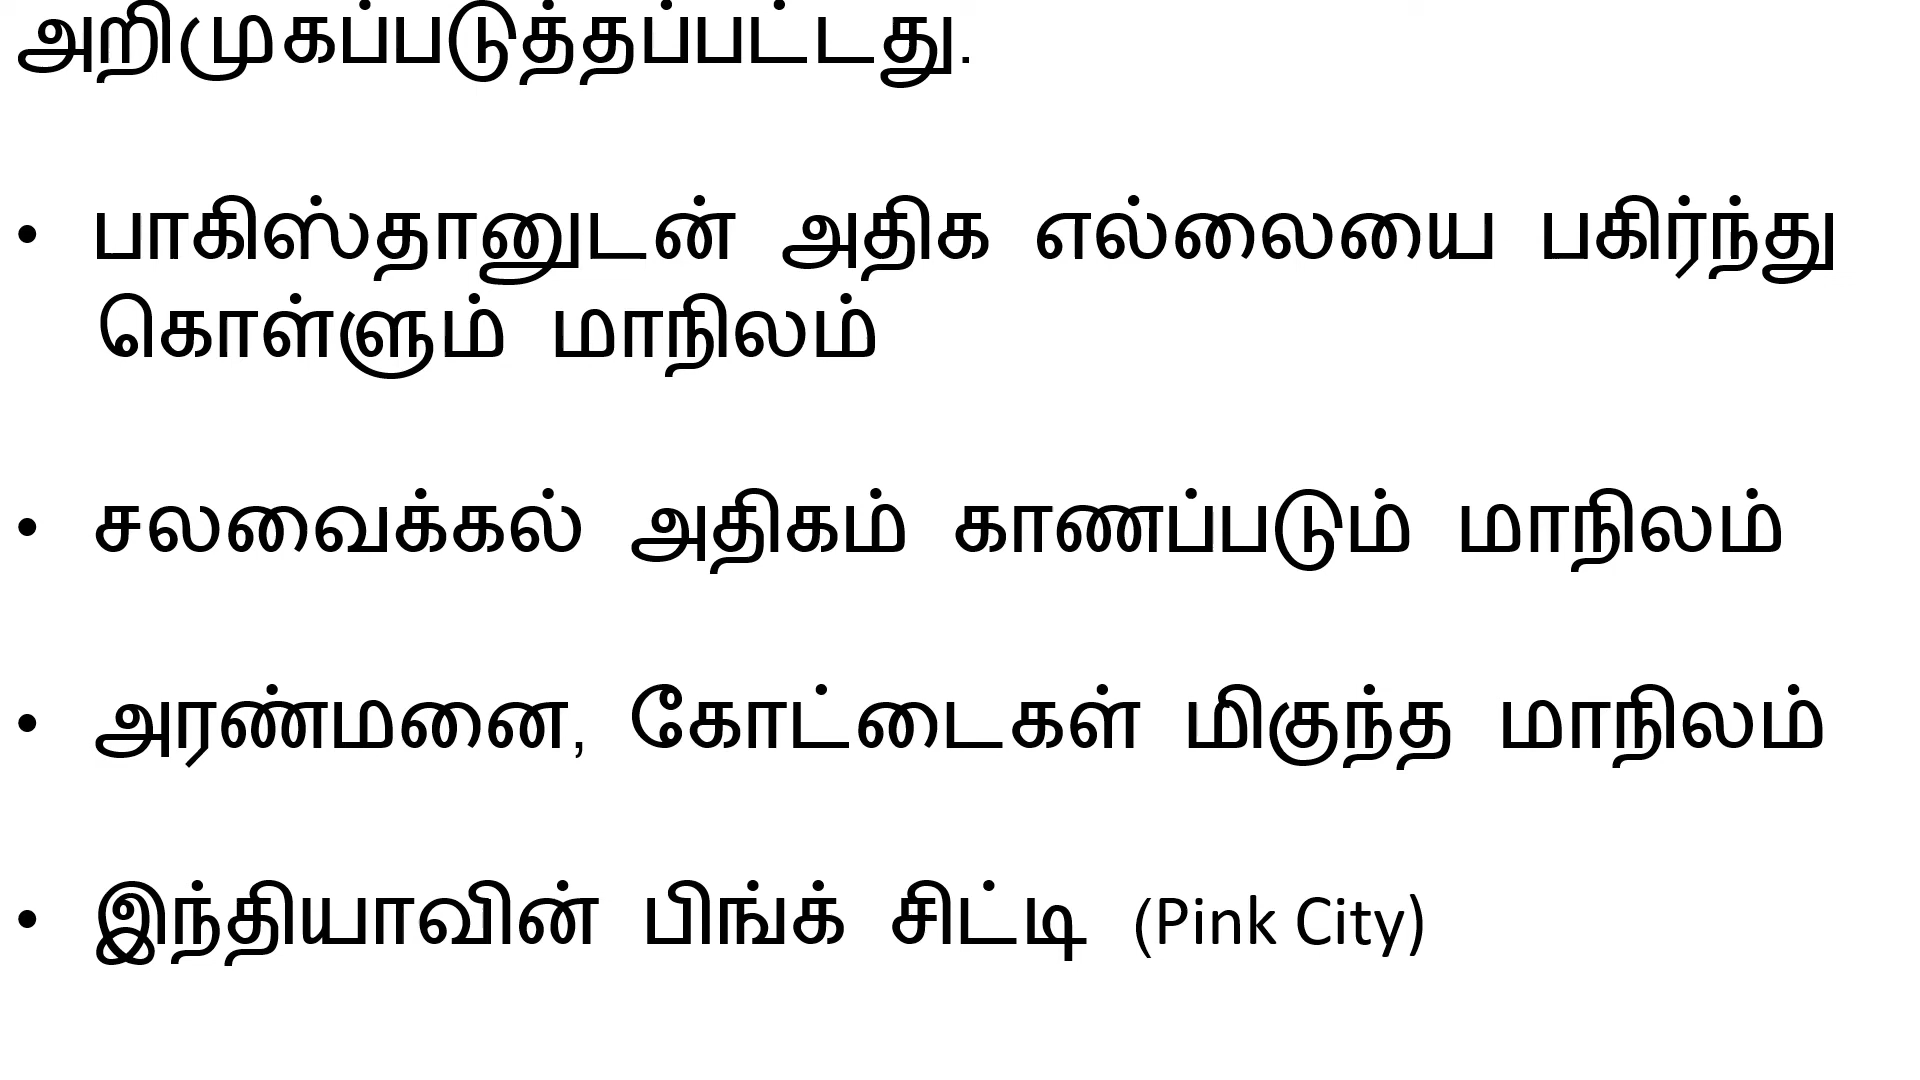 அறிமுகப்படுத்தப்பட்டது.
• பாகிஸ்தானுடன் அதிக எல்லையை பகிர்ந்து
கொள்ளும் மாநிலம்
• சலவைக்கல் அதிகம் காணப்படும் மாநிலம்
• அரண்மனை, கோட்டைகள் மிகுந்த மாநிலம்
• இந்தியாவின் பிங்க் சிட்டி (Pink City)